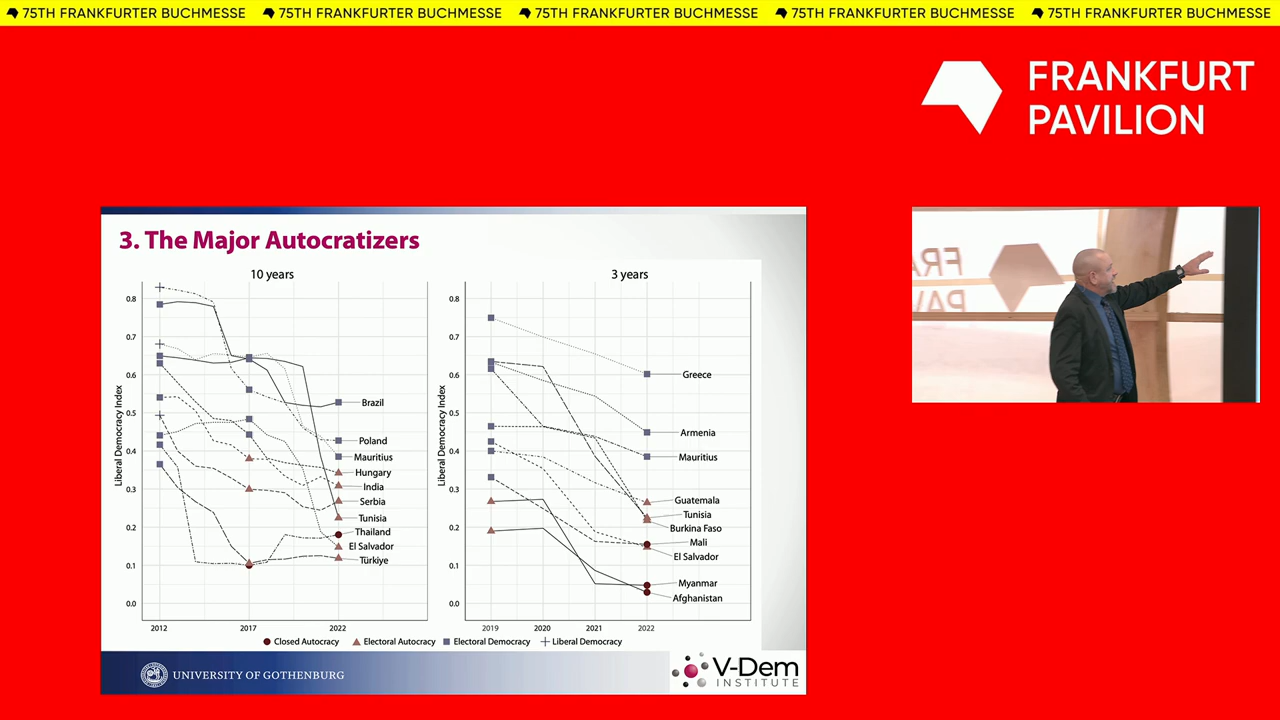 75TH FRANKFURTER BUCHMESSE 75TH FRANKFURTER BUCHMESSE 75TH FRANKFURTER BUCHMESSE 75TH FRANKFURTER BUCHMESSE 75TH FRANKFURTER BUCHMESSE
FRANKFURT
PAVILION
3. The Major Autocratizers
10 years
Liberal Democracy Index
0.8
0.7
0.6
0.5
0.4
0.3
0.2
0.1
0.0
Brazil
Poland
Mauritius
Hungary
India
Serbia
Tunisia
Thailand
El Salvador
Türkiye
2012 2017 2022
3 years
Liberal Democracy Index
0.8
0.7
0.6
0.5
0.4
0.3
0.2
0.1
0.0
Greece
Armenia
Mauritius
Guatemala
Tunisia
Burkina Faso
Mali
El Salvador
Myanmar
Afghanistan
2019 2020 2021 2022
Closed Autocracy Electoral Autocracy Electoral Democracy Liberal Democracy
UNIVERSITY OF GOTHENBURG
V-Dem
INSTITUTE
FRA
PAV